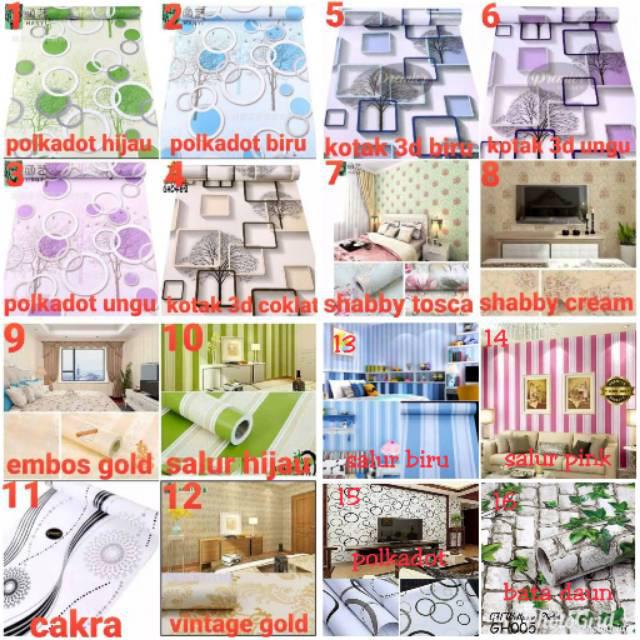 1
polkadot hijau
2
polkadot biru
5
kotak 3d biru
6
kotak 3d ungu
3
polkadot ungu
4
kotak 3d coklat
7
shabby tosca
8
shabby cream
9
embos gold
10
salur hijau
13
salur biru
14
salur pink
11
cakra
12
vintage gold
15
polkadot
16
bata daun